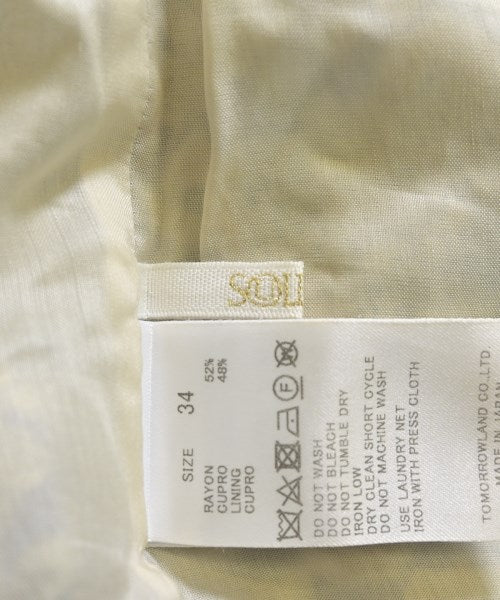 SOLI
SIZE 34
RAYON 52%
CUPRO 48%
LINING
CUPRO
DO NOT WASH
DO NOT BLEACH
DO NOT TUMBLE DRY
IRON LOW
DRY CLEAN SHORT CYCLE
DO NOT MACHINE WASH
USE LAUNDRY NET
IRON WITH PRESS CLOTH
TOMORROWLAND CO.,LTD.
MADE IN JAPAN